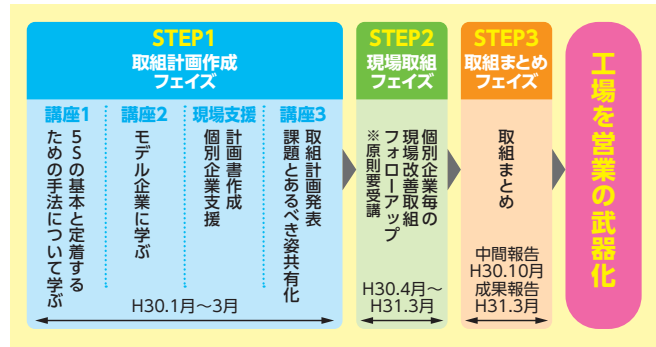 STEP1
取組計画作成
フェイズ
講座1
5Sの基本と定着する
ための手法について学ぶ
講座2
モデル企業に学ぶ
現場支援
計画書作成
個別企業支援
講座3
取組計画発表
課題とあるべき姿共有化
H30.1月〜3月
STEP2
現場取組
フェイズ
個別企業毎の
現場改善取組
フォローアップ
※原則要受講
H30.4月〜
H31.3月
STEP3
取組まとめ
フェイズ
取組まとめ
中間報告
H30.10月
成果報告
H31.3月
工場を営業の武器化